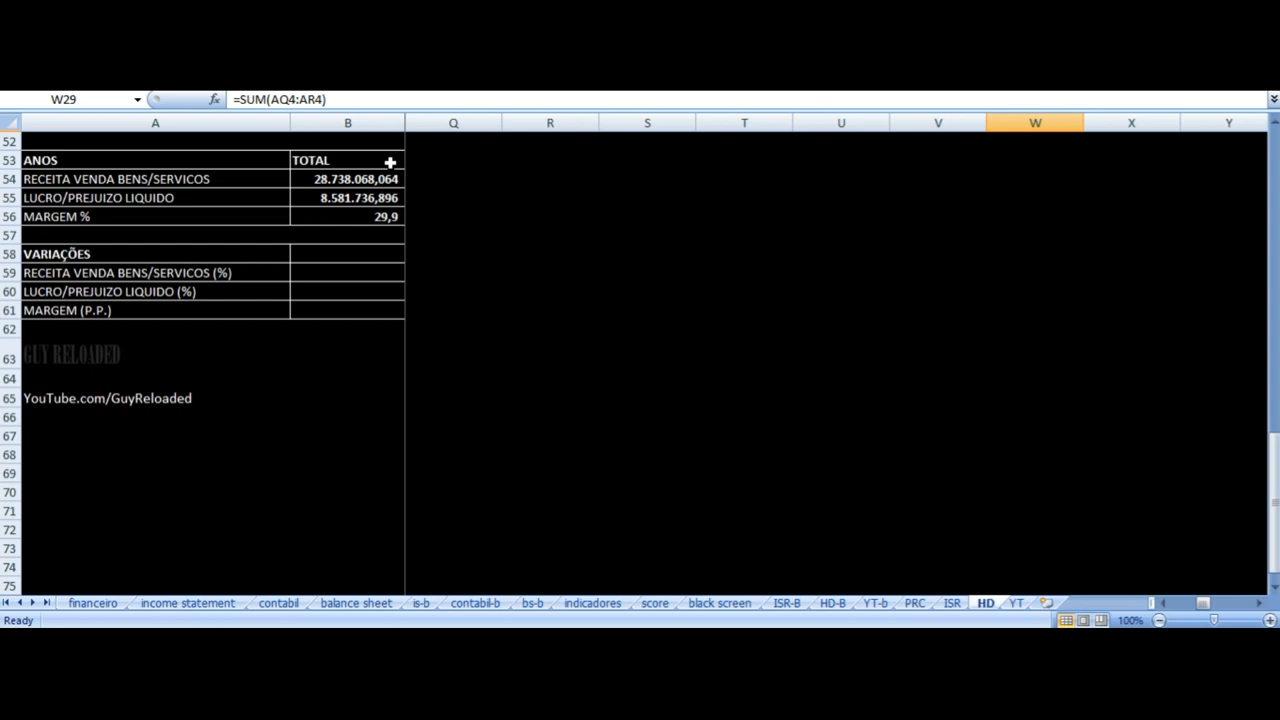 W29 fx =SUM(AQ4:AR4)
A B Q R S T U V W X Y
52
53 ANOS TOTAL
54 RECEITA VENDA BENS/SERVICOS 28.738.068,064
55 LUCRO/PREJUIZO LIQUIDO 8.581.736,896
56 MARGEM % 29,9
57
58 VARIAÇÕES
59 RECEITA VENDA BENS/SERVICOS (%)
60 LUCRO/PREJUIZO LIQUIDO (%)
61 MARGEM (P.P.)
62
63 GUY RELOADED
64
65 YouTube.com/GuyReloaded
66
67
68
69
70
71
72
73
74
75
financeiro income statement contabil balance sheet is-b contabil-b bs-b indicadores score black screen ISR-B HD-B YT-b PRC ISR HD YT
Ready 100%